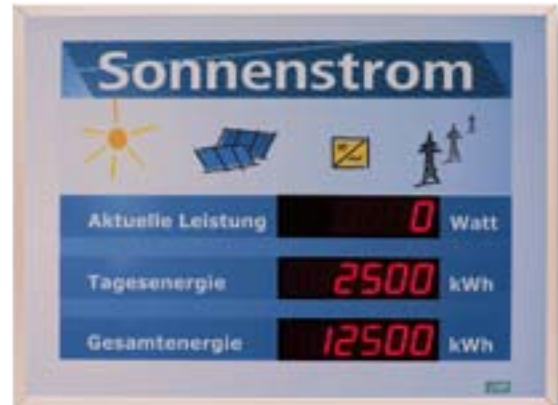 Sonnenstrom
Aktuelle Leistung 0 Watt
Tagesenergie 2500 kWh
Gesamtenergie 12500 kWh